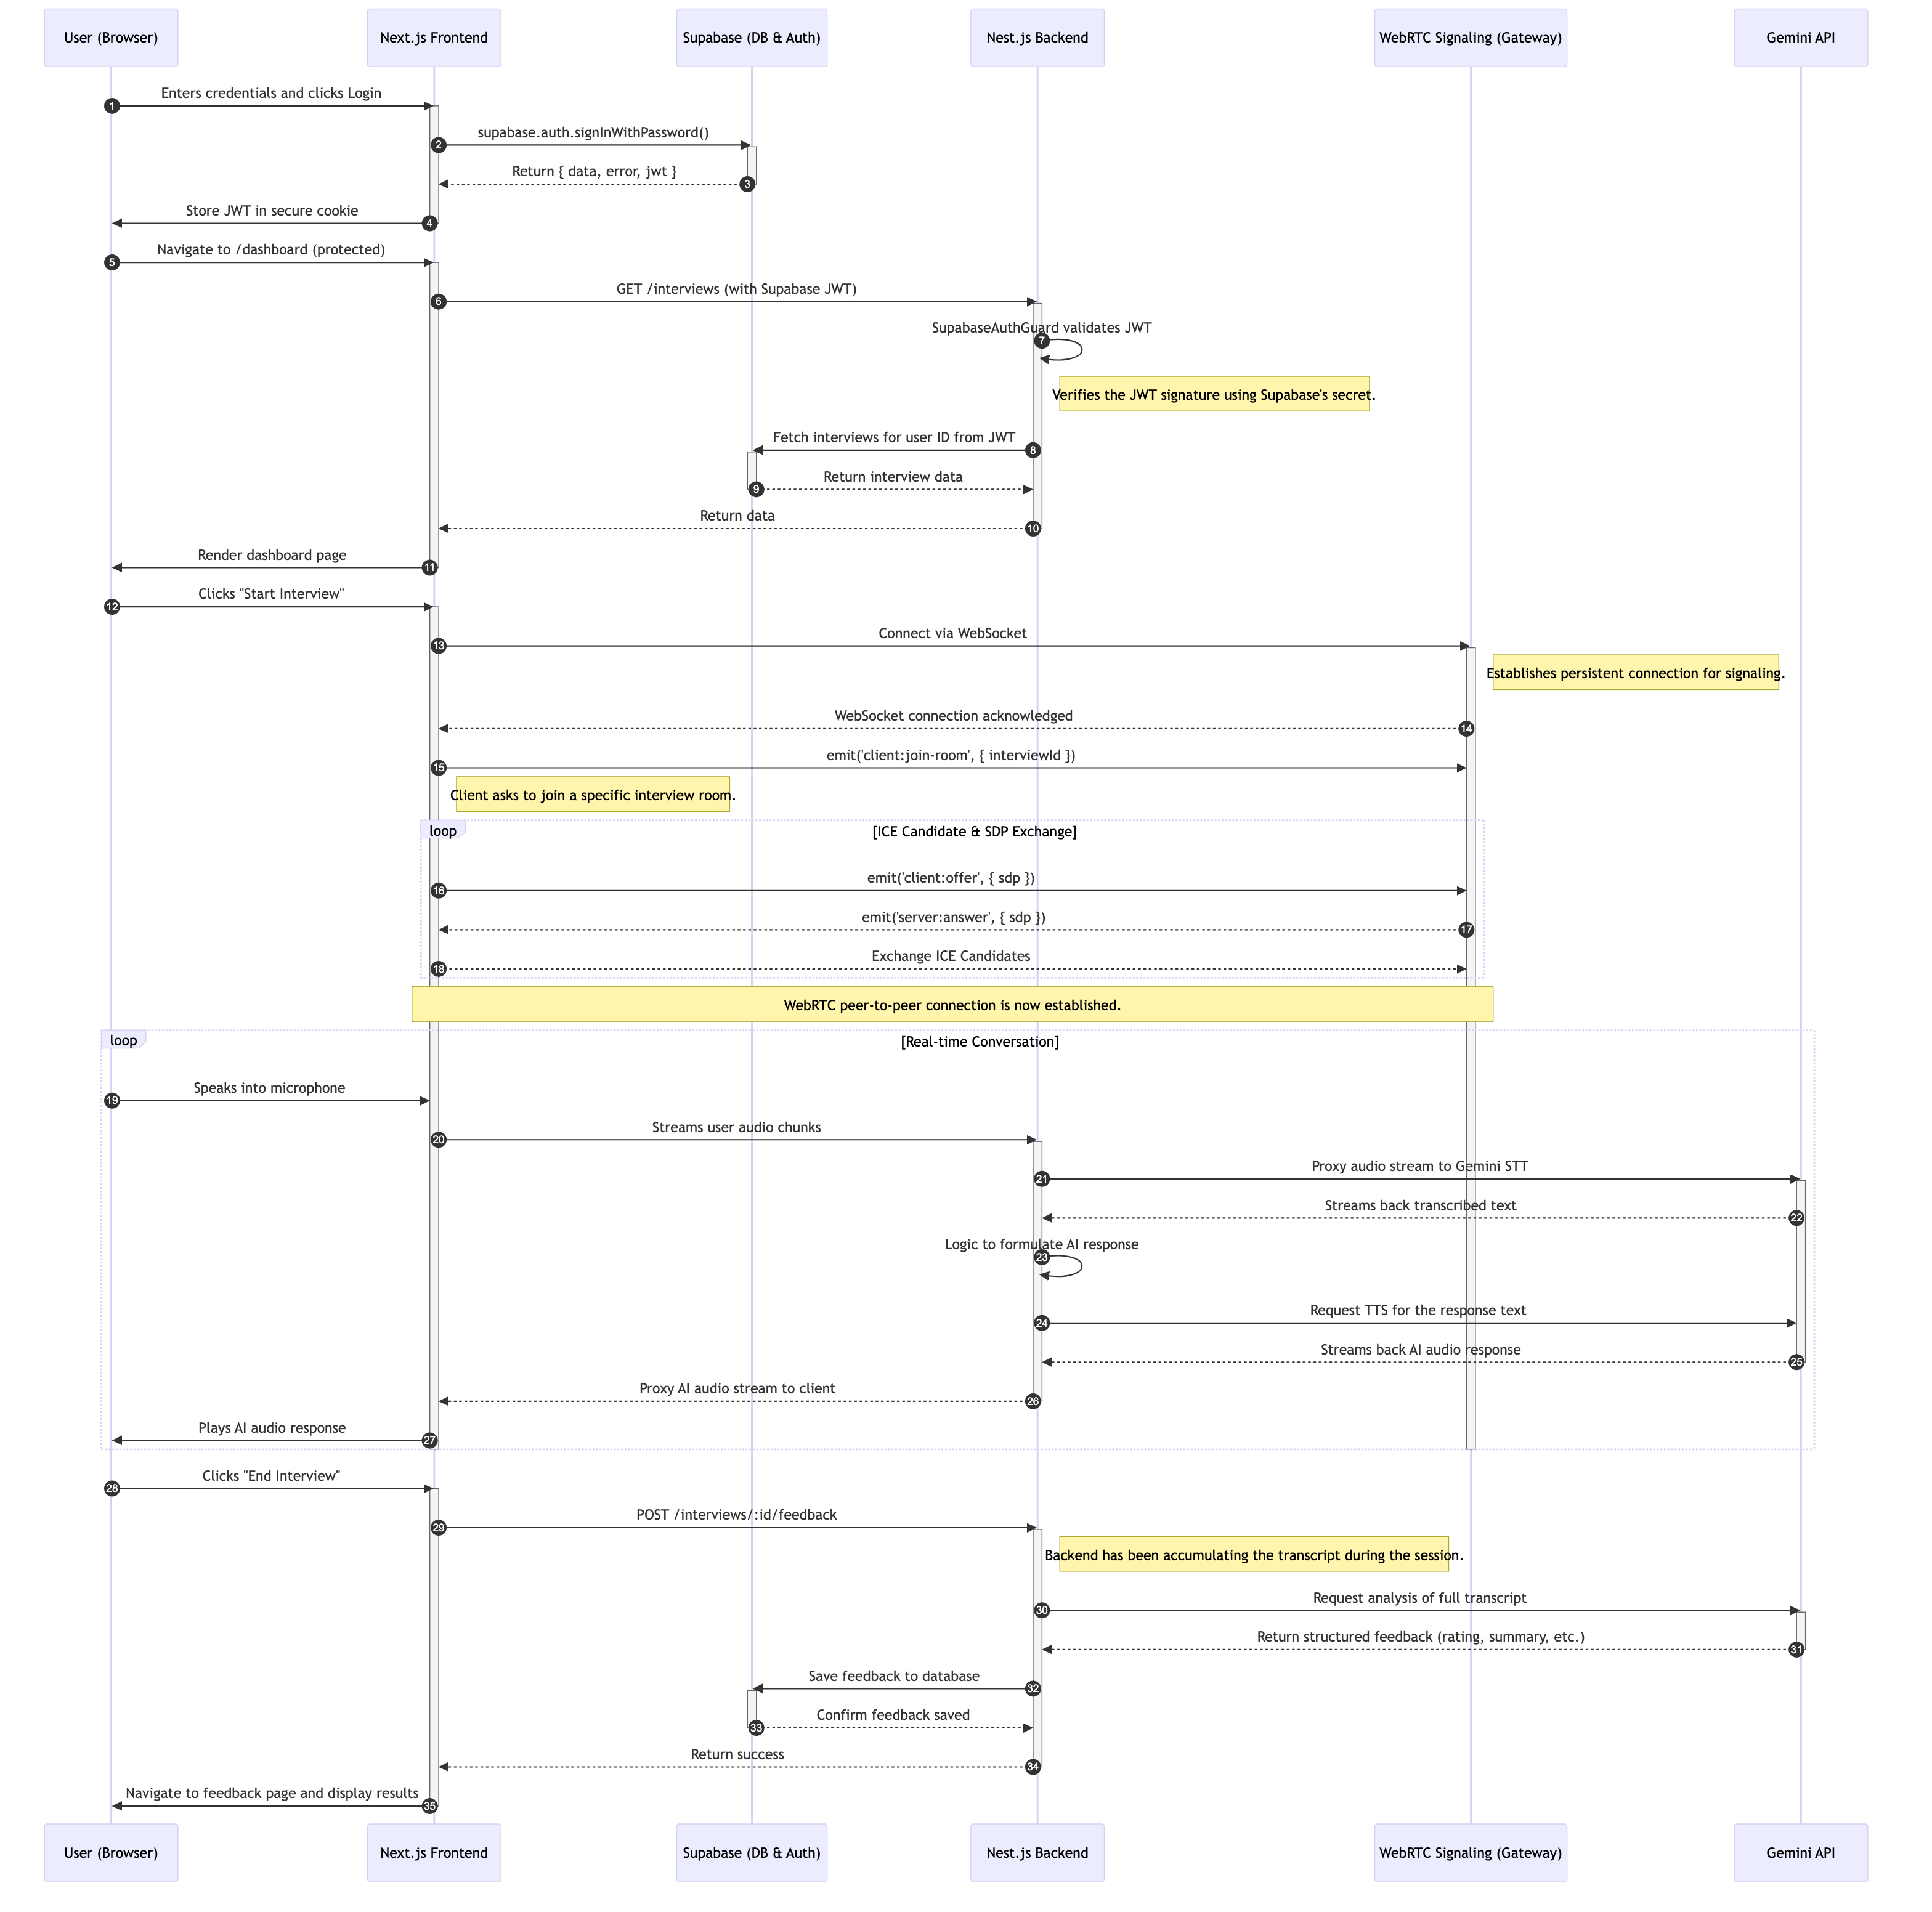 User (Browser)
Next.js Frontend
Supabase (DB & Auth)
Nest.js Backend
WebRTC Signaling (Gateway)
Gemini API
Enters credentials and clicks Login
1
supabase.auth.signInWithPassword()
2
Return { data, error, jwt }
3
Store JWT in secure cookie
4
Navigate to /dashboard (protected)
5
GET /interviews (with Supabase JWT)
6
SupabaseAuthGuard validates JWT
7
Verifies the JWT signature using Supabase's secret.
Fetch interviews for user ID from JWT
8
Return interview data
9
Return data
10
Render dashboard page
11
Clicks "Start Interview"
12
Connect via WebSocket
13
Establishes persistent connection for signaling.
WebSocket connection acknowledged
14
emit('client:join-room', { interviewId })
15
Client asks to join a specific interview room.
loop
[ICE Candidate & SDP Exchange]
emit('client:offer', { sdp })
16
emit('server:answer', { sdp })
17
Exchange ICE Candidates
18
WebRTC peer-to-peer connection is now established.
loop
[Real-time Conversation]
Speaks into microphone
19
Streams user audio chunks
20
Proxy audio stream to Gemini STT
21
Streams back transcribed text
22
Logic to formulate AI response
23
Request TTS for the response text
24
Streams back AI audio response
25
Proxy AI audio stream to client
26
Plays AI audio response
27
Clicks "End Interview"
28
POST /interviews/:id/feedback
29
Backend has been accumulating the transcript during the session.
Request analysis of full transcript
30
Return structured feedback (rating, summary, etc.)
31
Save feedback to database
32
Confirm feedback saved
33
Return success
34
Navigate to feedback page and display results
35
User (Browser)
Next.js Frontend
Supabase (DB & Auth)
Nest.js Backend
WebRTC Signaling (Gateway)
Gemini API